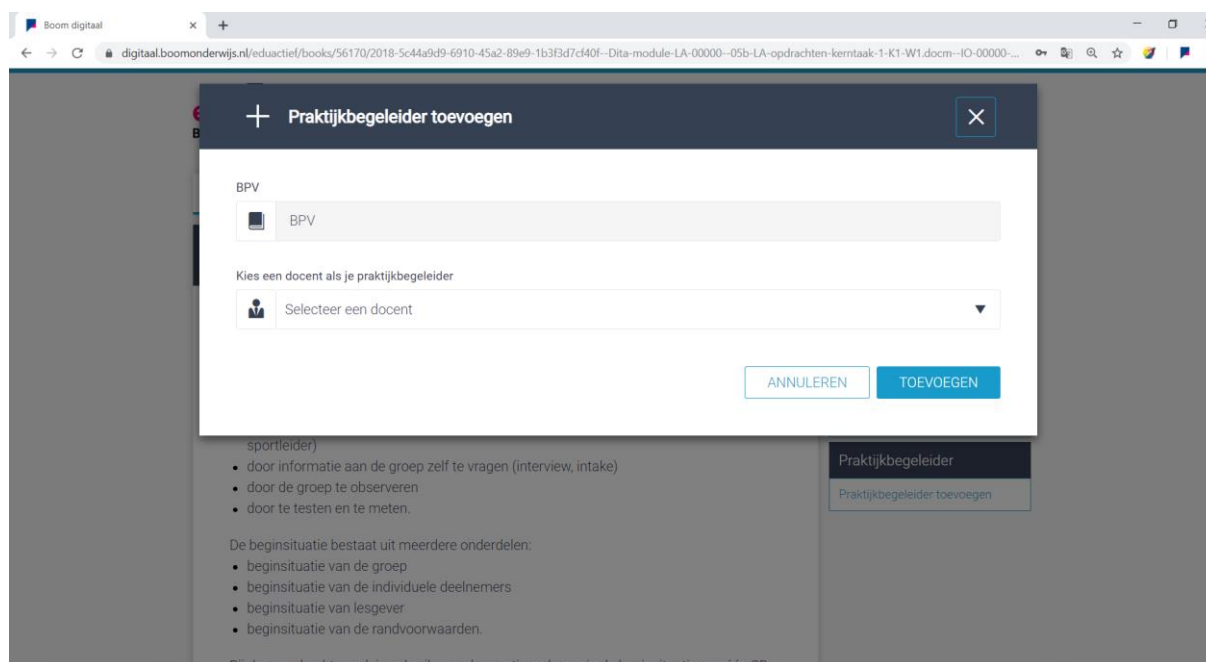 Boom digitaal
digitaal.boomonderwijs.nl/eduactief/books/56170/2018-5c44a9d9-6910-45a2-89e9-1b3f3d7cf40f--Dita-module-LA-00000--05b-LA-opdrachten-kerntaak-1-K1-W1.docm--IO-00000-...
Praktijkbegeleider toevoegen
BPV
BPV
Kies een docent als je praktijkbegeleider
Selecteer een docent
ANNULEREN
TOEVOEGEN
sportleider)
• door informatie aan de groep zelf te vragen (interview, intake)
• door de groep te observeren
• door te testen en te meten.
De beginsituatie bestaat uit meerdere onderdelen:
• beginsituatie van de groep
• beginsituatie van de individuele deelnemers
• beginsituatie van lesgever
• beginsituatie van de randvoorwaarden.
Praktijkbegeleider
Praktijkbegeleider toevoegen